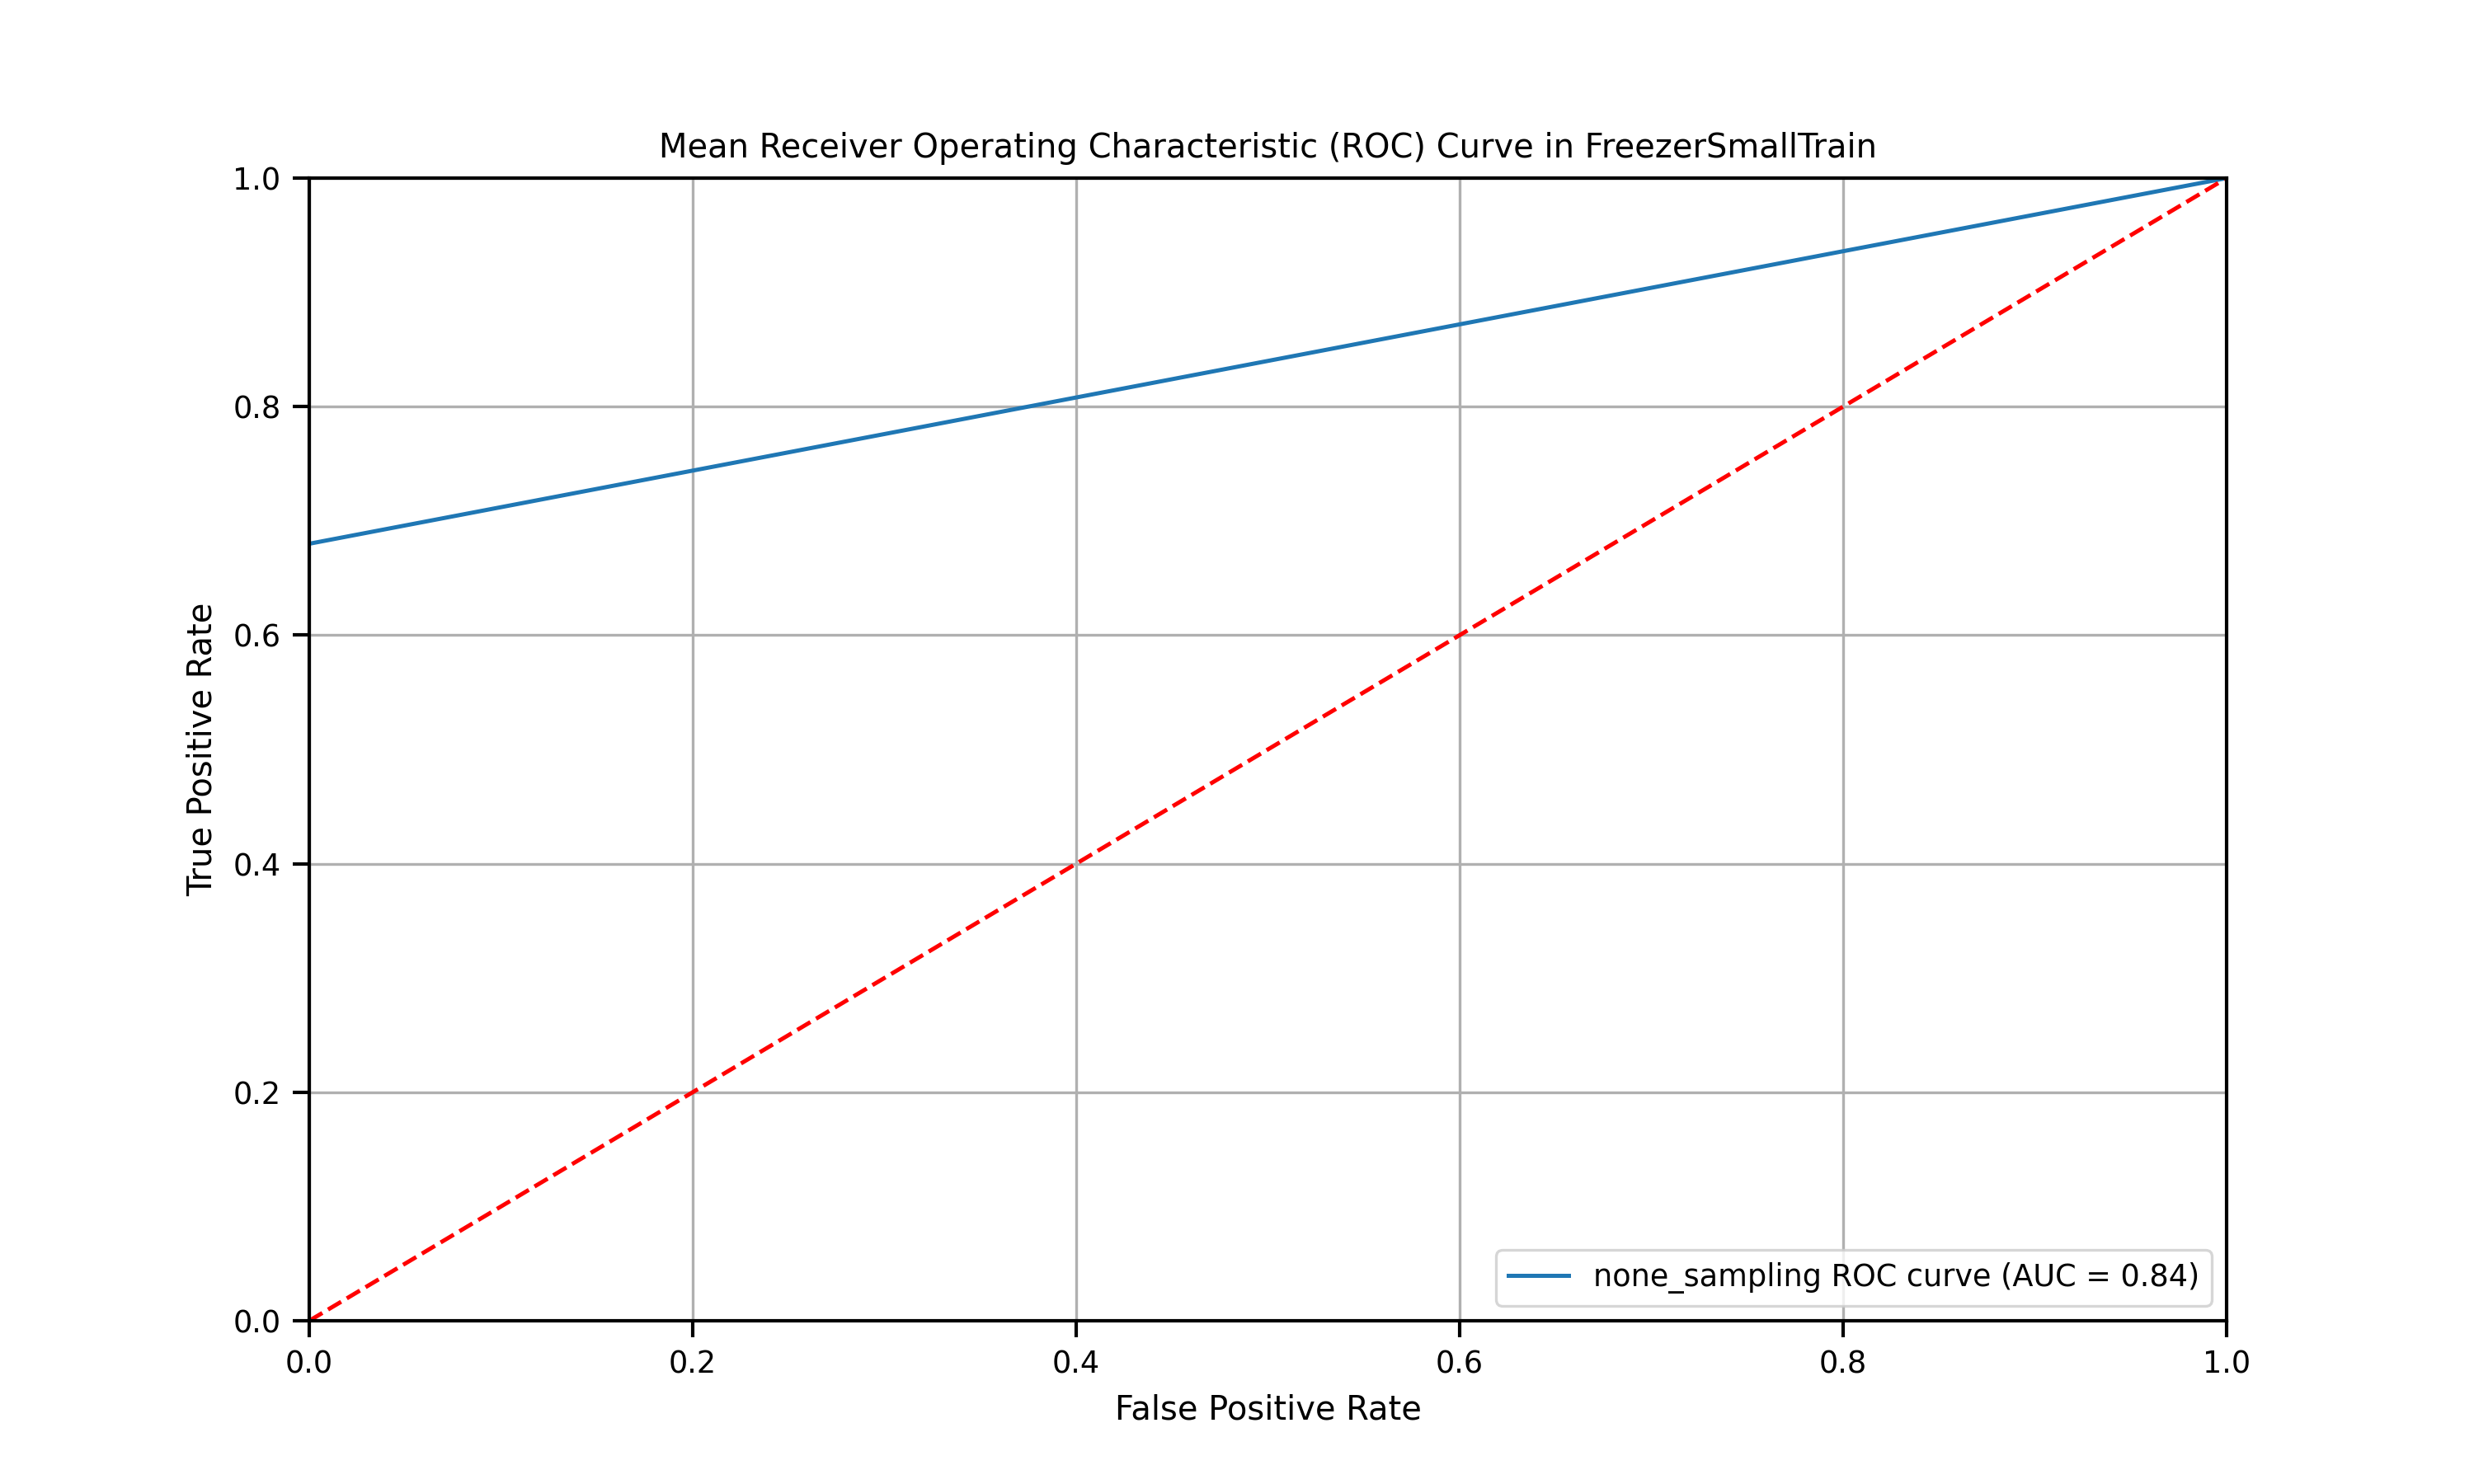 Mean Receiver Operating Characteristic (ROC) Curve in FreezerSmallTrain
1.0
0.8
0.6
0.4
0.2
0.0
True Positive Rate
0.0 0.2 0.4 0.6 0.8 1.0
False Positive Rate
none_sampling ROC curve (AUC = 0.84)